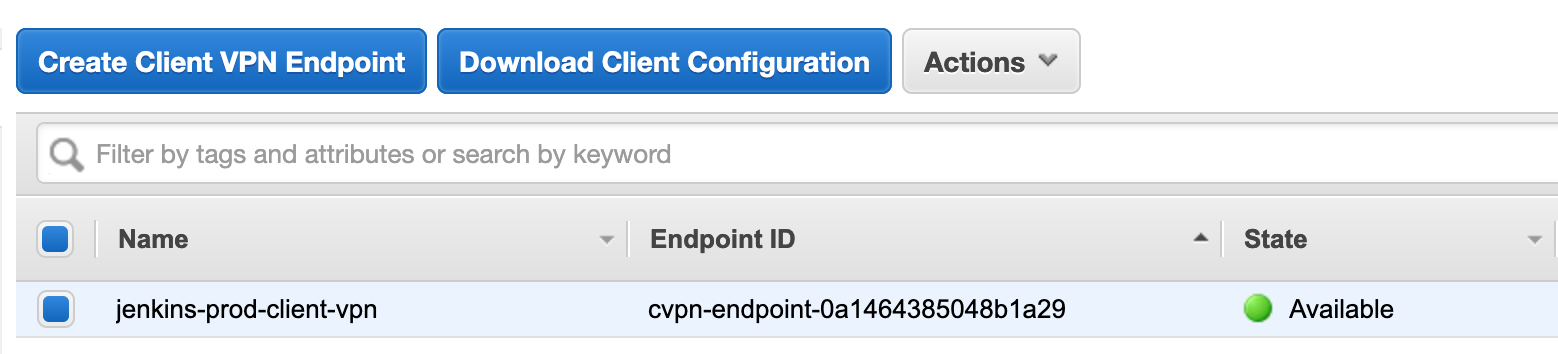 Create Client VPN Endpoint Download Client Configuration Actions
Filter by tags and attributes or search by keyword
Name Endpoint ID State
jenkins-prod-client-vpn cvpn-endpoint-0a1464385048b1a29 Available